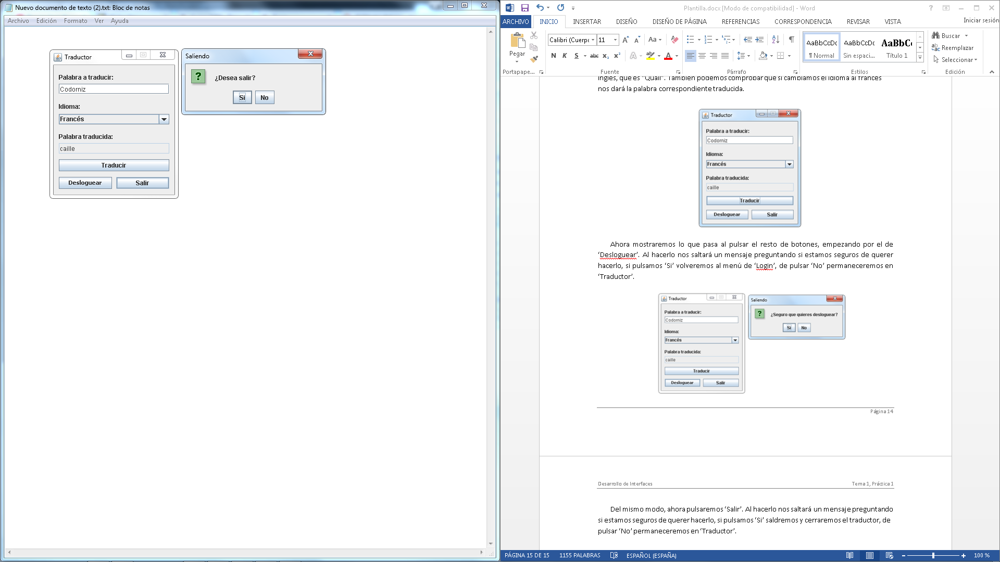 Nuevo documento de texto (2).txt: Bloc de notas
Archivo Edición Formato Ver Ayuda
Traductor
Palabra a traducir:
Codorniz
Idioma:
Francés
Palabra traducida:
caille
Traducir
Desloguear Salir
Saliendo
¿Desea salir?
Si No
Plantilla.docx [Modo de compatibilidad] - Word
ARCHIVO INICIO INSERTAR DISEÑO DISEÑO DE PÁGINA REFERENCIAS CORRESPONDENCIA REVISAR VISTA Iniciar sesión
Pegar
Portapape...
Calibri (Cuerpo 11
N K S abc x₂ x²
Fuente
Párrafo
AaBbCcDc AaBbCcDc AaBbCc
¶ Normal Sin espaci... Título 1
Estilos
Buscar
Reemplazar
Seleccionar
Edición
inglés, que es “Quail”. También podemos comprobar que si cambiamos el idioma al francés
nos dará la palabra correspondiente traducida.
Traductor
Palabra a traducir:
Codorniz
Idioma:
Francés
Palabra traducida:
caille
Traducir
Desloguear Salir
Ahora mostraremos lo que pasa al pulsar el resto de botones, empezando por el de
‘Desloguear’. Al hacerlo nos saltará un mensaje preguntando si estamos seguros de querer
hacerlo, si pulsamos ‘Si’ volveremos al menú de ‘Login’, de pulsar ‘No’ permaneceremos en
‘Traductor’.
Traductor
Palabra a traducir:
Codorniz
Idioma:
Francés
Palabra traducida:
caille
Traducir
Desloguear Salir
Saliendo
¿Seguro que quieres desloguear?
Si No
Página 14
Desarrollo de Interfaces Tema 1, Práctica 1
Del mismo modo, ahora pulsaremos ‘Salir’. Al hacerlo nos saltará un mensaje preguntando
si estamos seguros de querer hacerlo, si pulsamos ‘Si’ saldremos y cerraremos el traductor, de
pulsar ‘No’ permaneceremos en ‘Traductor’.
PÁGINA 15 DE 15 1155 PALABRAS ESPAÑOL (ESPAÑA) 100 %